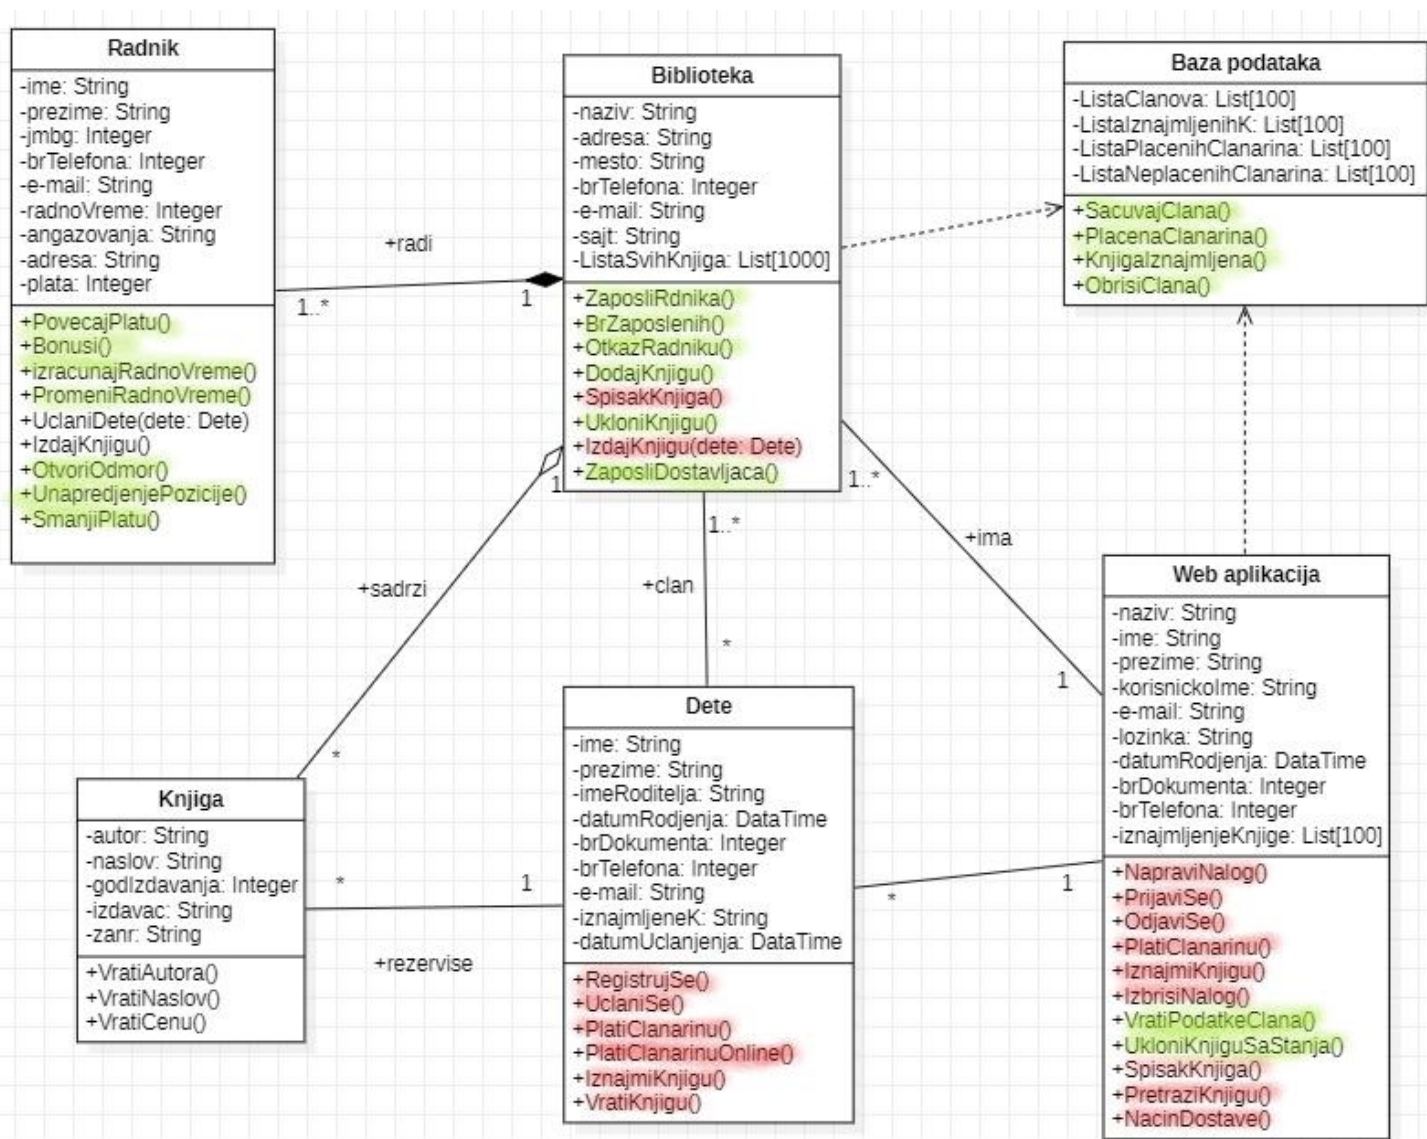 Radnik
-ime: String
-prezime: String
-jmbg: Integer
-brTelefona: Integer
-e-mail: String
-radnoVreme: Integer
-angazovanja: String
-adresa: String
-plata: Integer
+PovecajPlatu()
+Bonusi()
+izracunajRadnoVreme()
+PromeniRadnoVreme()
+UclaniDete(dete: Dete)
+IzdajKnjigu()
+OtvoriOdmor()
+UnapredjenjePozicije()
+SmanjiPlatu()
+radi
1..*
1
Biblioteka
-naziv: String
-adresa: String
-mesto: String
-brTelefona: Integer
-e-mail: String
-sajt: String
-ListaSvihKnjiga: List[1000]
+ZaposliRdnika()
+BrZaposlenih()
+OtkazRadniku()
+DodajKnjigu()
+SpisakKnjiga()
+UkloniKnjigu()
+IzdajKnjigu(dete: Dete)
+ZaposliDostavljaca()
Baza podataka
-ListaClanova: List[100]
-ListaIznajmljenihK: List[100]
-ListaPlacenihClanarina: List[100]
-ListaNeplacenihClanarina: List[100]
+SacuvajClana()
+PlacenaClanarina()
+KnjigaIznajmljena()
+ObrisiClana()
1
+sadrzi
*
1..*
+clan
*
1..*
+ima
1
Knjiga
-autor: String
-naslov: String
-godIzdavanja: Integer
-izdavac: String
-zanr: String
+VratiAutora()
+VratiNaslov()
+VratiCenu()
*
1
+rezervise
Dete
-ime: String
-prezime: String
-imeRoditelja: String
-datumRodjenja: DataTime
-brDokumenta: Integer
-brTelefona: Integer
-e-mail: String
-iznajmljeneK: String
-datumUclanjenja: DataTime
+RegistrujSe()
+UclaniSe()
+PlatiClanarinu()
+PlatiClanarinuOnline()
+IznajmiKnjigu()
+VratiKnjigu()
*
1
Web aplikacija
-naziv: String
-ime: String
-prezime: String
-korisnickoIme: String
-e-mail: String
-lozinka: String
-datumRodjenja: DataTime
-brDokumenta: Integer
-brTelefona: Integer
-iznajmljenjeKnjige: List[100]
+NapraviNalog()
+PrijaviSe()
+OdjaviSe()
+PlatiClanarinu()
+IznajmiKnjigu()
+IzbrisiNalog()
+VratiPodatkeClana()
+UkloniKnjiguSaStanja()
+SpisakKnjiga()
+PretraziKnjigu()
+NacinDostave()